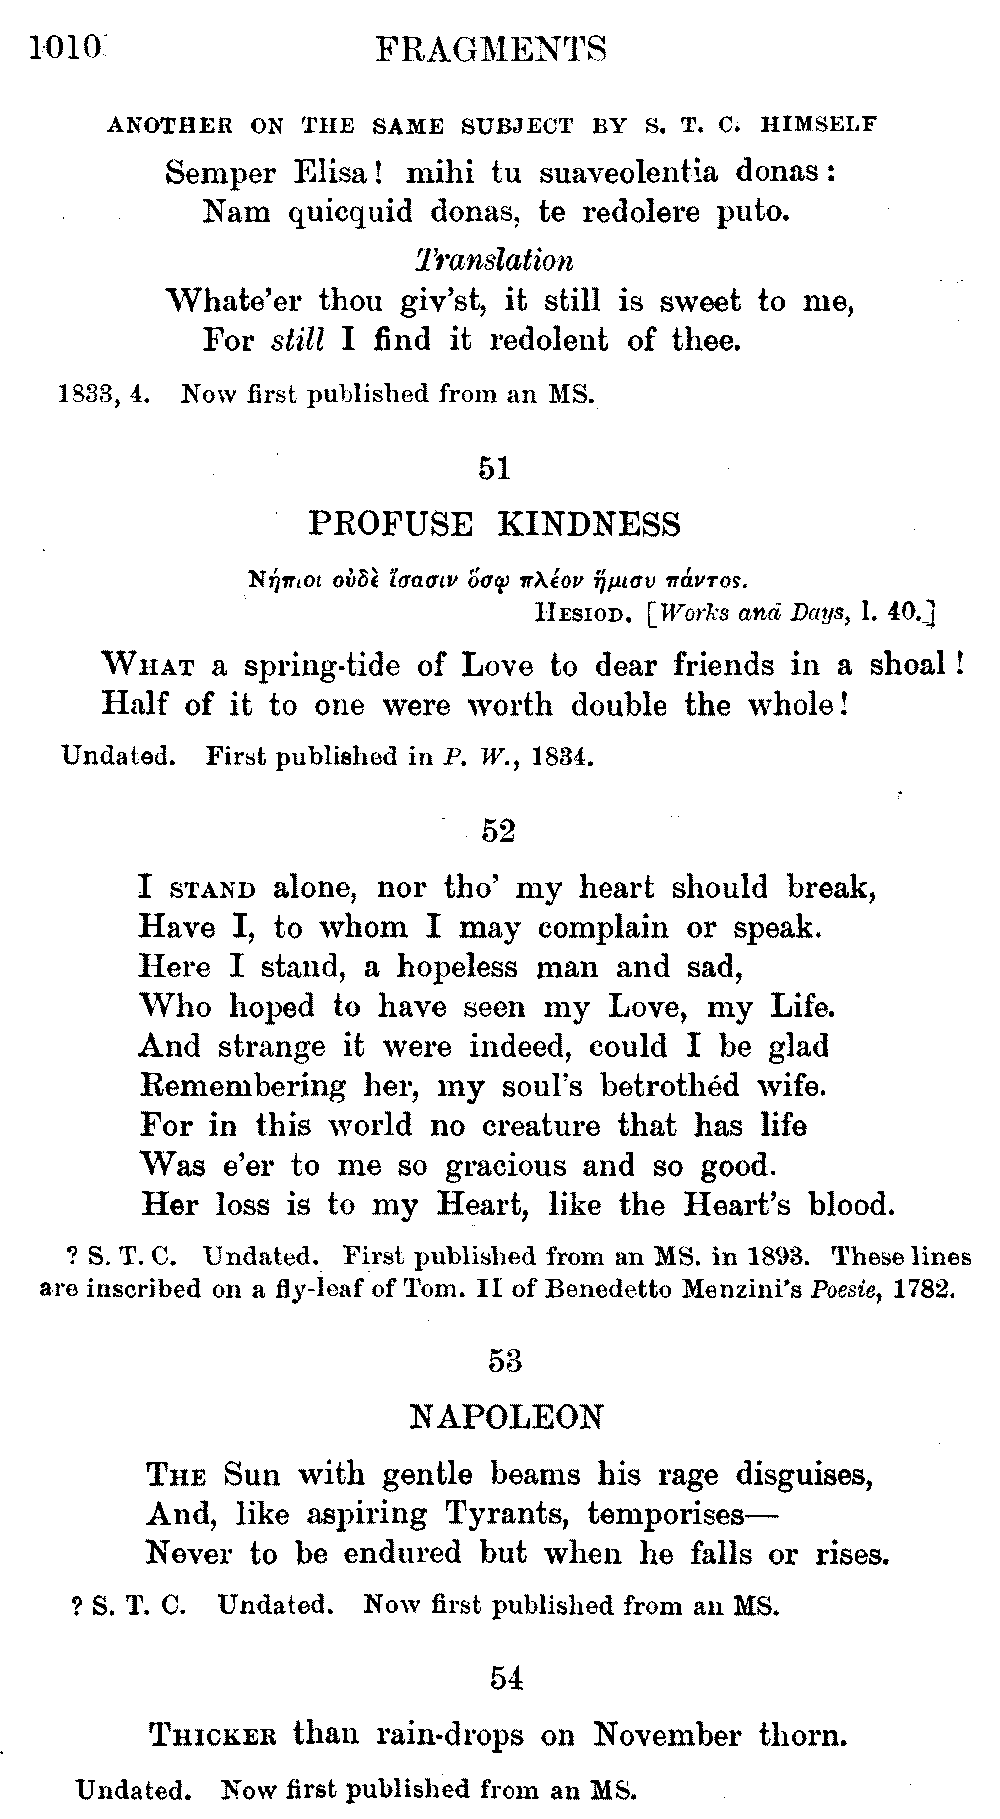 1010 FRAGMENTS
ANOTHER ON THE SAME SUBJECT BY S. T. C. HIMSELF
Semper Elisa! mihi tu suaveolentia donas:
Nam quicquid donas, te redolere puto.
Translation
Whate'er thou giv'st, it still is sweet to me,
For still I find it redolent of thee.
1833, 4. Now first published from an MS.
51
PROFUSE KINDNESS
Νήπιοι οὐδὲ ἴσασιν ὅσῳ πλέον ἥμισυ πάντος.
HESIOD. [Works and Days, l. 40.]
WHAT a spring-tide of Love to dear friends in a shoal!
Half of it to one were worth double the whole!
Undated. First published in P. W., 1834.
52
I STAND alone, nor tho' my heart should break,
Have I, to whom I may complain or speak.
Here I stand, a hopeless man and sad,
Who hoped to have seen my Love, my Life.
And strange it were indeed, could I be glad
Remembering her, my soul's betrothéd wife.
For in this world no creature that has life
Was e'er to me so gracious and so good.
Her loss is to my Heart, like the Heart's blood.
? S. T. C. Undated. First published from an MS. in 1893. These lines
are inscribed on a fly-leaf of Tom. II of Benedetto Menzini's Poesie, 1782.
53
NAPOLEON
THE Sun with gentle beams his rage disguises,
And, like aspiring Tyrants, temporises—
Never to be endured but when he falls or rises.
? S. T. C. Undated. Now first published from an MS.
54
THICKER than rain-drops on November thorn.
Undated. Now first published from an MS.